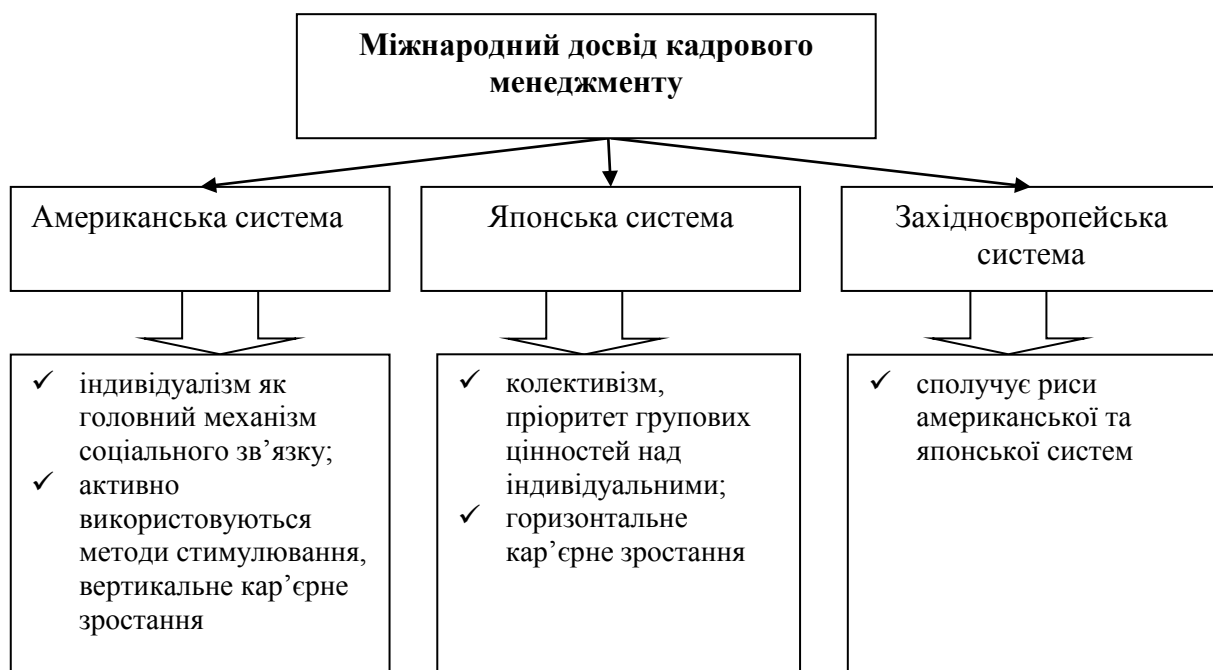 Міжнародний досвід кадрового
менеджменту
Американська система
Японська система
Західноєвропейська
система
✓ індивідуалізм як
головний механізм
соціального зв’язку;
✓ активно
використовуються
методи стимулювання,
вертикальне кар’єрне
зростання
✓ колективізм,
пріоритет групових
цінностей над
індивідуальними;
✓ горизонтальне
кар’єрне зростання
✓ сполучує риси
американської та
японської систем